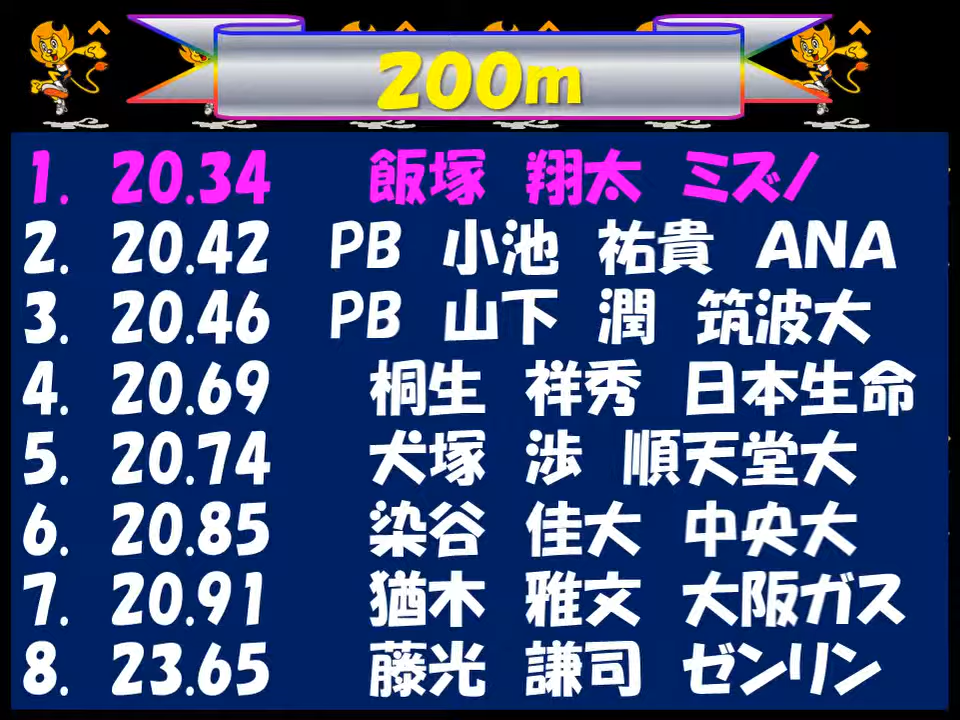 200m
1. 20.34 飯塚 翔太 ミズノ
2. 20.42 PB 小池 祐貴 ANA
3. 20.46 PB 山下 潤 筑波大
4. 20.69 桐生 祥秀 日本生命
5. 20.74 犬塚 渉 順天堂大
6. 20.85 染谷 佳大 中央大
7. 20.91 猶木 雅文 大阪ガス
8. 23.65 藤光 謙司 ゼンリン